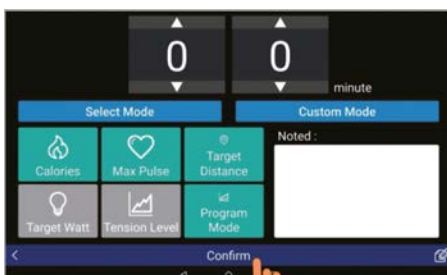 0 0
minute
Select Mode Custom Mode
Calories Max Pulse Target Distance Noted :
Target Watt Tension Level Program Mode
Confirm